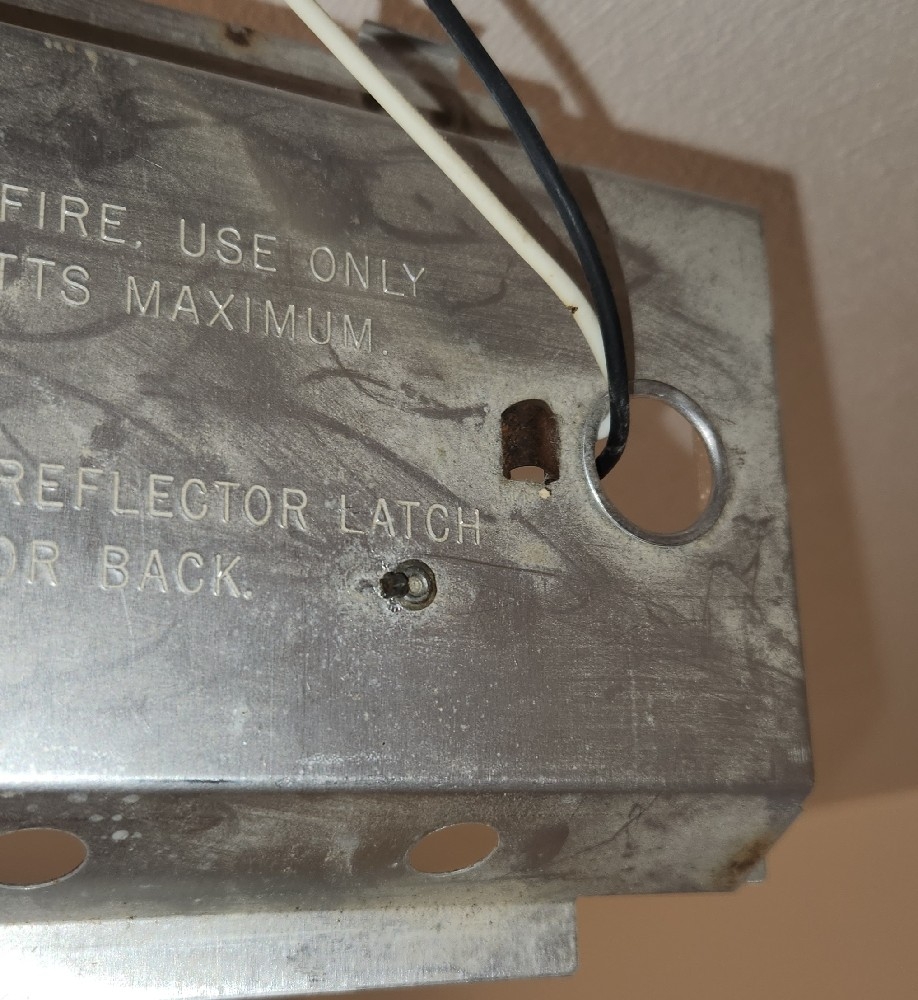 FIRE. USE ONLY
TTS MAXIMUM.
REFLECTOR LATCH
OR BACK.